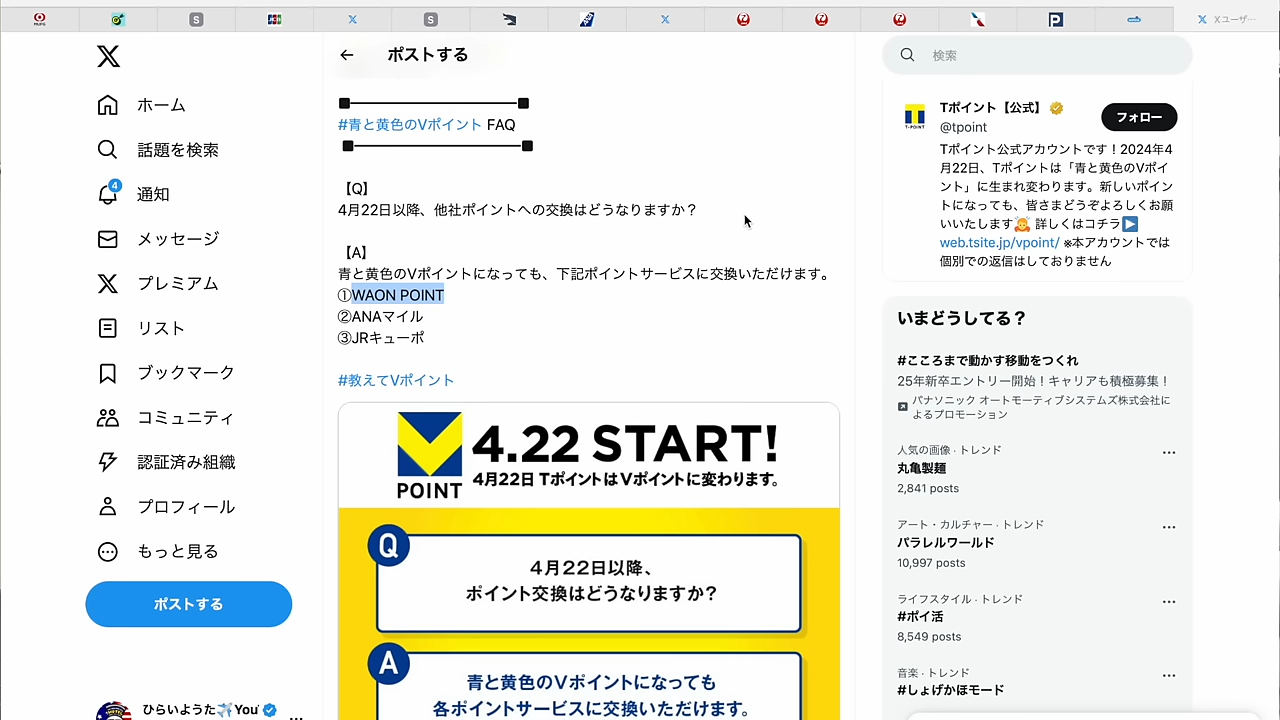 X ユーザ…
ホーム
話題を検索
4
通知
メッセージ
プレミアム
リスト
ブックマーク
コミュニティ
認証済み組織
プロフィール
もっと見る
ポストする
ひらいようた✈️You
ポストする
#青と黄色のVポイント FAQ
【Q】
4月22日以降、他社ポイントへの交換はどうなりますか？
【A】
青と黄色のVポイントになっても、下記ポイントサービスに交換いただけます。
①WAON POINT
②ANAマイル
③JRキューポ
#教えてVポイント
POINT
4.22 START!
4月22日 TポイントはVポイントに変わります。
Q
4月22日以降、
ポイント交換はどうなりますか?
A
青と黄色のVポイントになっても
各ポイントサービスに交換いただけます。
検索
T-POINT
Tポイント【公式】
@tpoint
フォロー
Tポイント公式アカウントです！2024年4
月22日、Tポイントは「青と黄色のVポイ
ント」に生まれ変わります。新しいポイン
トになっても、皆さまどうぞよろしくお願
いいたします🙇 詳しくはコチラ▶️
web.tsite.jp/vpoint/ ※本アカウントでは
個別での返信はしておりません
いまどうしてる？
#こころまで動かす移動をつくれ
25年新卒エントリー開始！キャリアも積極募集！
パナソニック オートモーティブシステムズ株式会社に
よるプロモーション
人気の画像 · トレンド
丸亀製麺
2,841 posts
アート・カルチャー · トレンド
パラレルワールド
10,997 posts
ライフスタイル · トレンド
#ポイ活
8,549 posts
音楽 · トレンド
#しょげかほモード